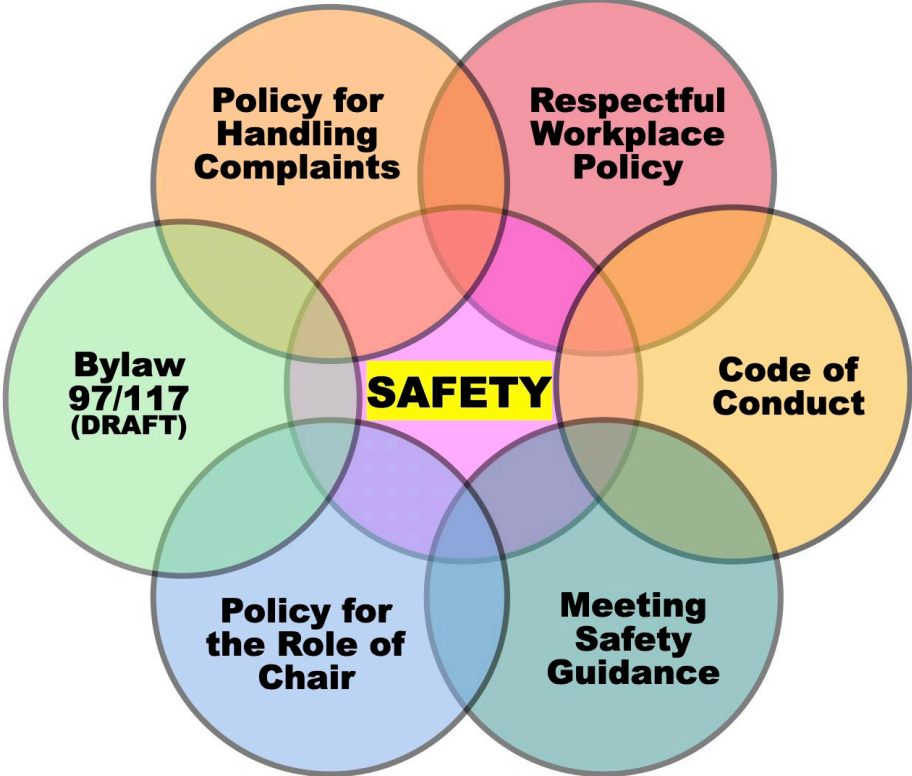 Policy for
Handling
Complaints
Respectful
Workplace
Policy
Bylaw
97/117
(DRAFT)
SAFETY
Code of
Conduct
Policy for
the Role of
Chair
Meeting
Safety
Guidance